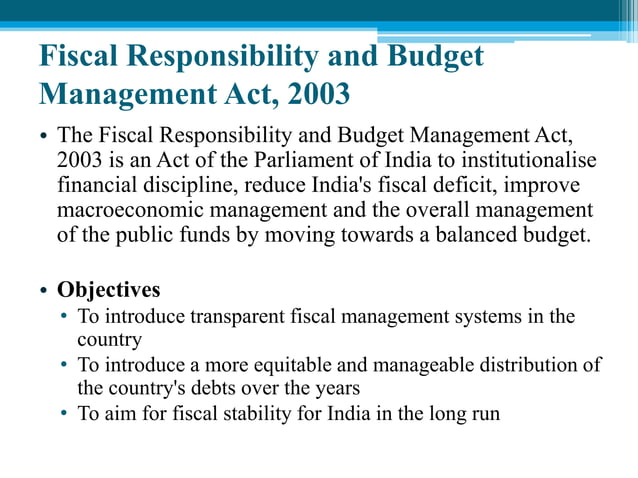 Fiscal Responsibility and Budget
Management Act, 2003
• The Fiscal Responsibility and Budget Management Act,
2003 is an Act of the Parliament of India to institutionalise
financial discipline, reduce India's fiscal deficit, improve
macroeconomic management and the overall management
of the public funds by moving towards a balanced budget.
• Objectives
• To introduce transparent fiscal management systems in the
country
• To introduce a more equitable and manageable distribution of
the country's debts over the years
• To aim for fiscal stability for India in the long run